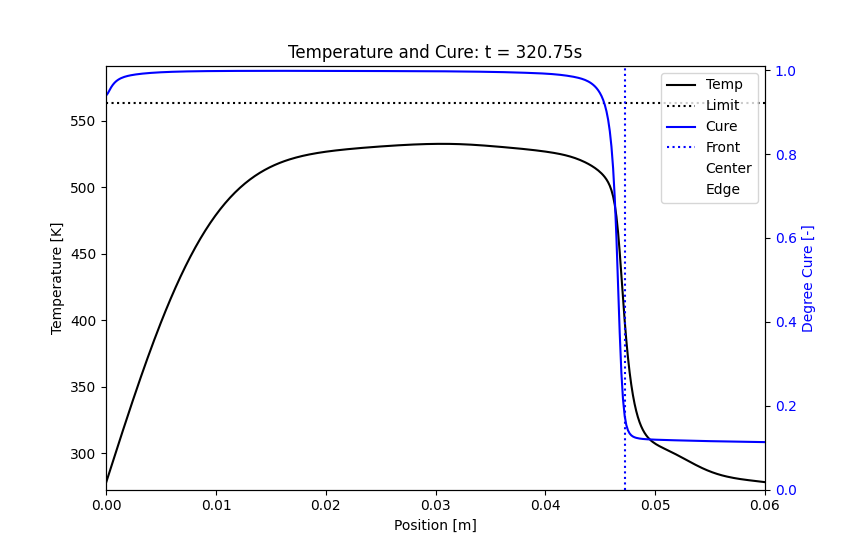 Temperature and Cure: t = 320.75s
Temp
Limit
Cure
Front
Center
Edge
Temperature [K]
550
500
450
400
350
300
Degree Cure [-]
1.0
0.8
0.6
0.4
0.2
0.0
0.00 0.01 0.02 0.03 0.04 0.05 0.06
Position [m]